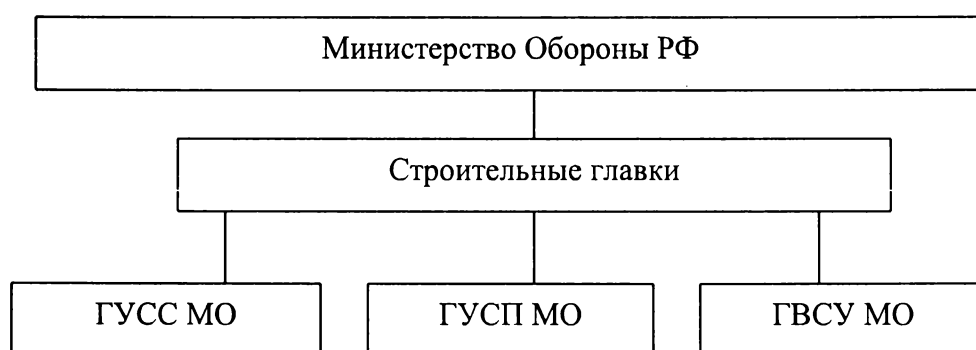 Министерство Обороны РФ
Строительные главки
ГУСС МО
ГУСП МО
ГВСУ МО